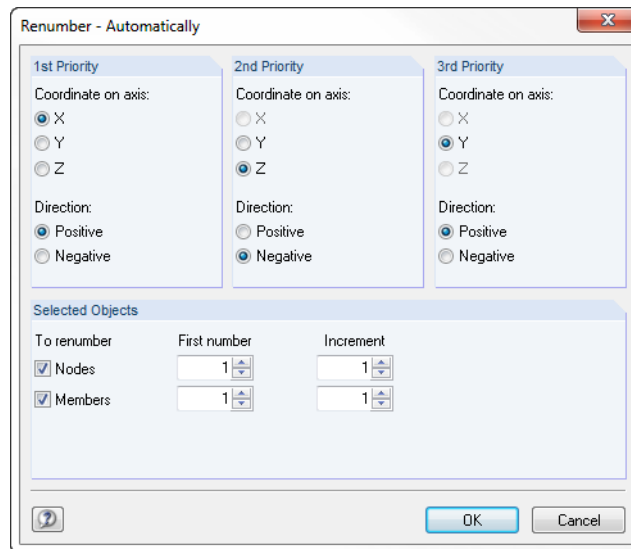 Renumber - Automatically
1st Priority
Coordinate on axis:
X
Y
Z
Direction:
Positive
Negative
2nd Priority
Coordinate on axis:
X
Y
Z
Direction:
Positive
Negative
3rd Priority
Coordinate on axis:
X
Y
Z
Direction:
Positive
Negative
Selected Objects
To renumber First number Increment
Nodes 1 1
Members 1 1
OK Cancel